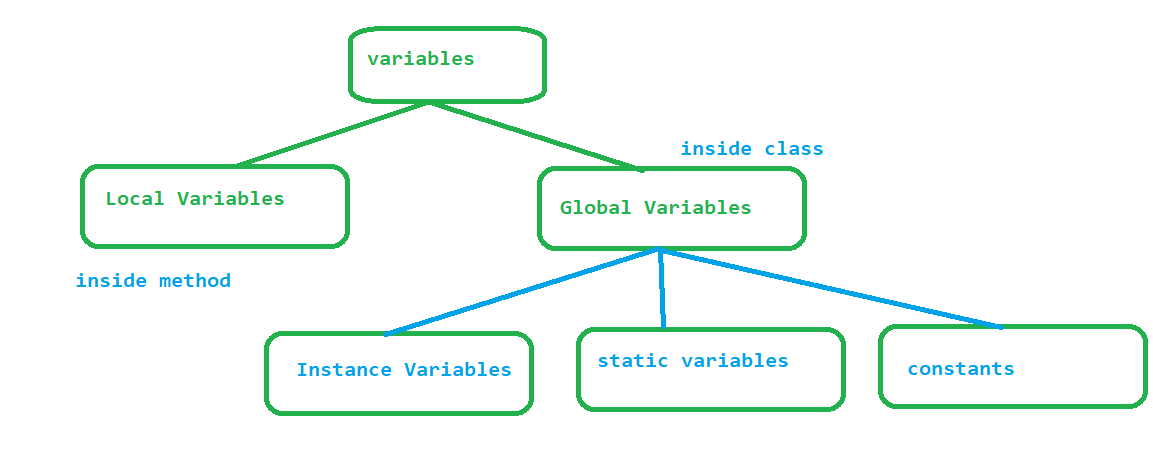 variables
inside class
Local Variables
Global Variables
inside method
Instance Variables
static variables
constants